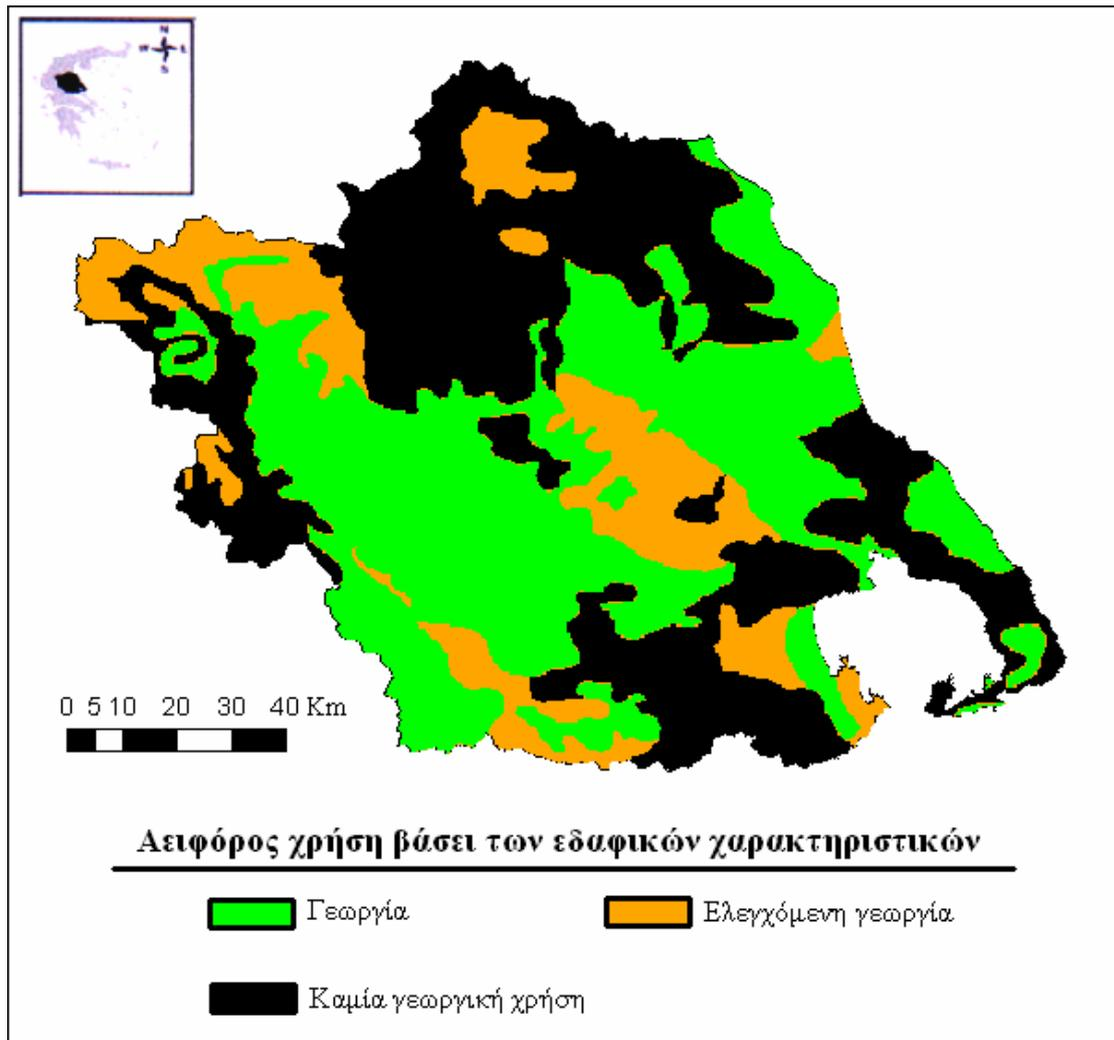 N
W E
S
0 5 10 20 30 40 Km
Αειφόρος χρήση βάσει των εδαφικών χαρακτηριστικών
Γεωργία
Ελεγχόμενη γεωργία
Καμία γεωργική χρήση